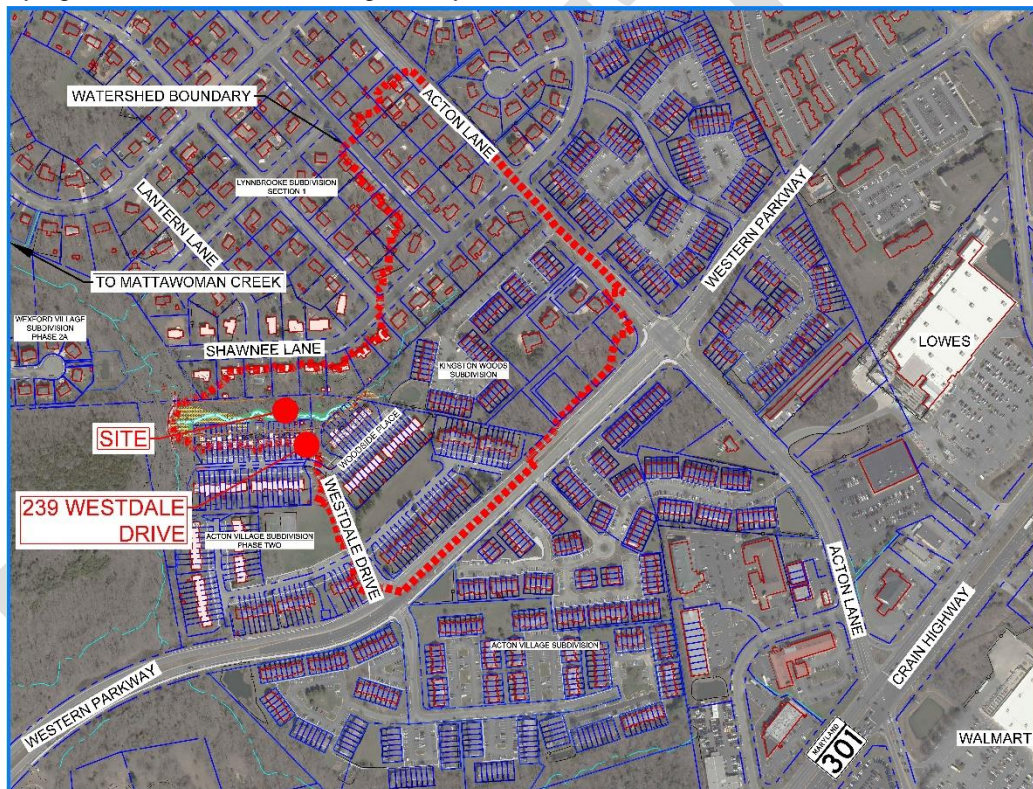 WATERSHED BOUNDARY
ACTON LANE
LYNNBROOKE SUBDIVISION
SECTION 1
LANTERN LANE
WESTERN PARKWAY
TO MATTAWOMAN CREEK
WEXFORD VILLAGE
SUBDIVISION
PHASE 2A
SHAWNEE LANE
LOWES
KINGSTON WOODS
SUBDIVISION
SITE
WOODSIDE PLACE
239 WESTDALE
DRIVE
WESTDALE DRIVE
ACTON VILLAGE SUBDIVISION
PHASE TWO
ACTON LANE
CRAIN HIGHWAY
ACTON VILLAGE SUBDIVISION
WESTERN PARKWAY
MARYLAND
301
WALMART